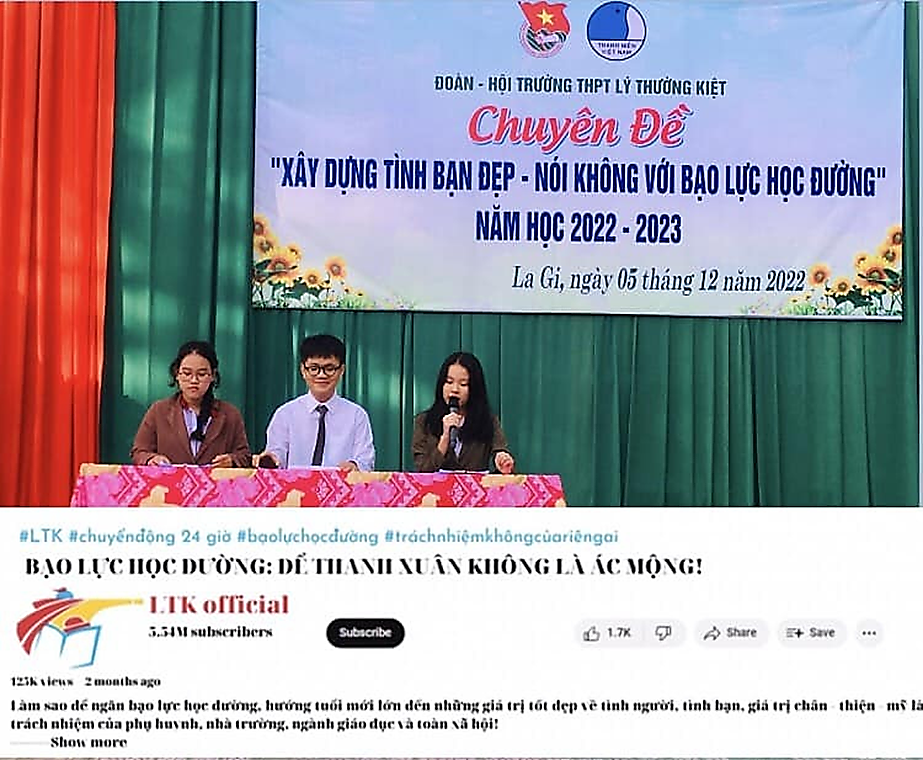 THANH NIÊN
VIỆT NAM
ĐOÀN - HỘI TRƯỜNG THPT LÝ THƯỜNG KIỆT
Chuyên Đề
"XÂY DỰNG TÌNH BẠN ĐẸP - NÓI KHÔNG VỚI BẠO LỰC HỌC ĐƯỜNG"
NĂM HỌC 2022 - 2023
La Gi, ngày 05 tháng 12 năm 2022
#LTK #chuyểnđộng 24 giờ #bạolựchọcđường #tráchnhiệmkhôngcủariêngai
BẠO LỰC HỌC ĐƯỜNG: ĐỂ THANH XUÂN KHÔNG LÀ ÁC MỘNG!
LTK official
5.54M subscribers
Subscribe
1.7K
Share
Save
125K views 2 months ago
Làm sao để ngăn bạo lực học đường, hướng tuổi mới lớn đến những giá trị tốt đẹp về tình người, tình bạn, giá trị chân - thiện - mỹ là
trách nhiệm của phụ huynh, nhà trường, ngành giáo dục và toàn xã hội!
Show more